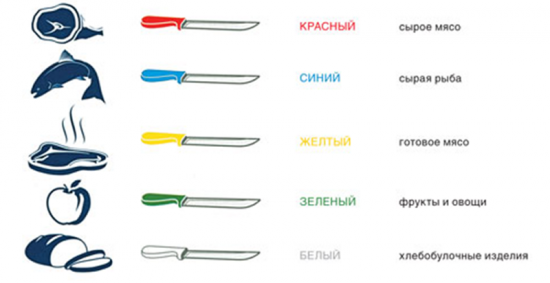 КРАСНЫЙ сырое мясо
СИНИЙ сырая рыба
ЖЕЛТЫЙ готовое мясо
ЗЕЛЕНЫЙ фрукты и овощи
БЕЛЫЙ хлебобулочные изделия